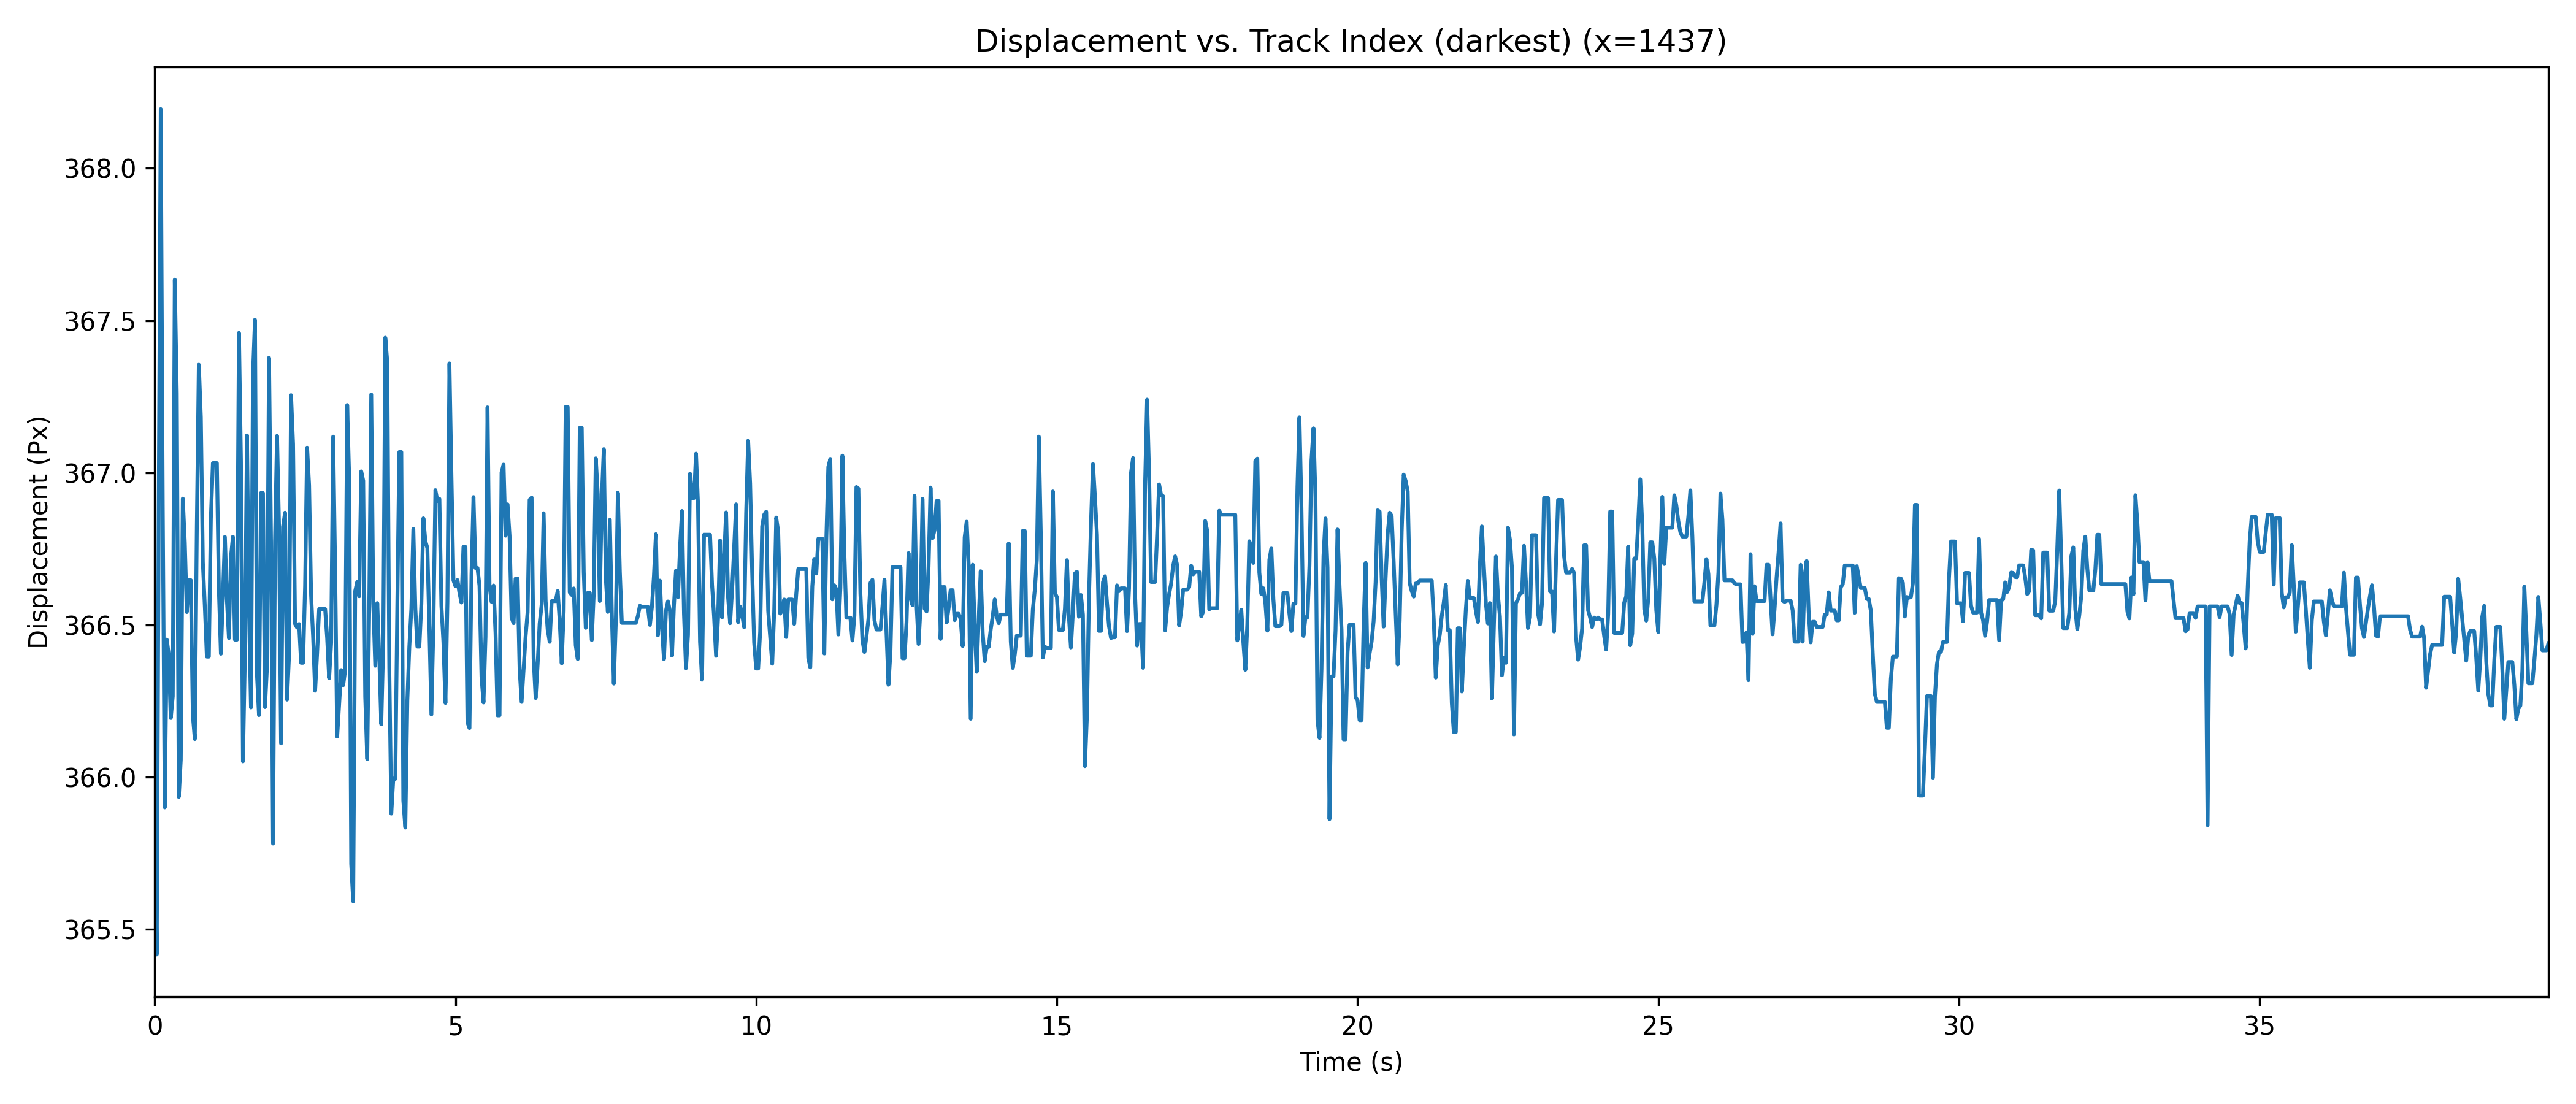 Displacement vs. Track Index (darkest) (x=1437)
Displacement (Px)
368.0
367.5
367.0
366.5
366.0
365.5
0 5 10 15 20 25 30 35
Time (s)